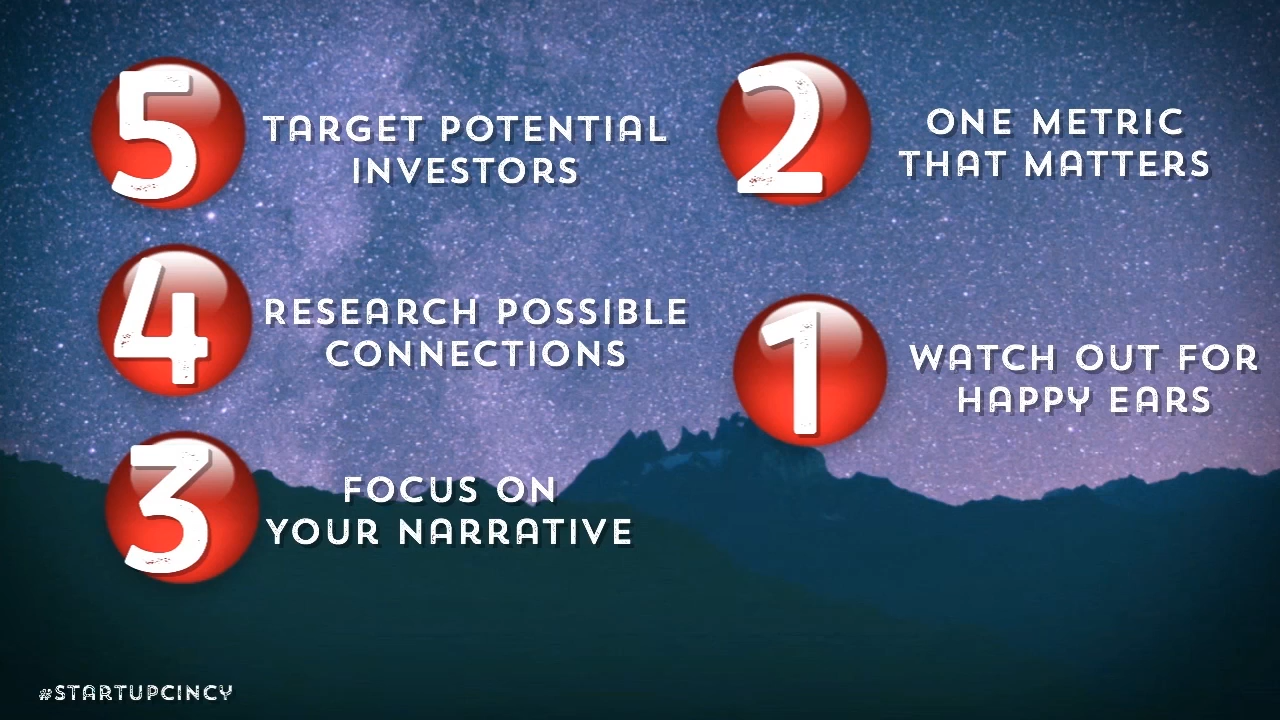 5
TARGET POTENTIAL
INVESTORS
4
RESEARCH POSSIBLE
CONNECTIONS
3
FOCUS ON
YOUR NARRATIVE
2
ONE METRIC
THAT MATTERS
1
WATCH OUT FOR
HAPPY EARS
#STARTUPCINCY